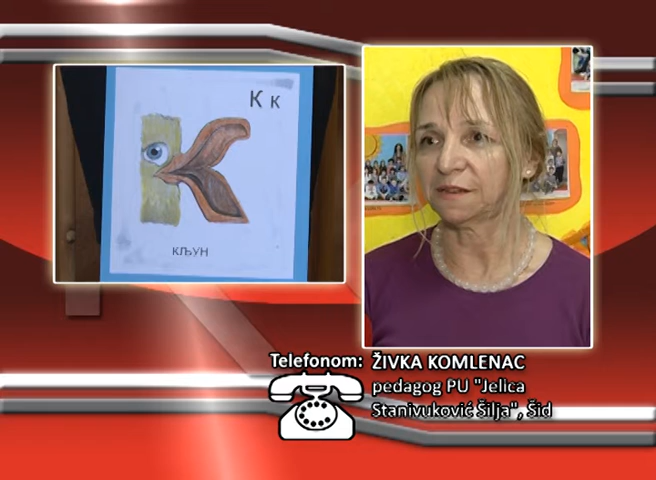 К к
КЉУН
Telefonom:
ŽIVKA KOMLENAC
pedagog PU "Jelica
Stanivuković Šilja", Šid